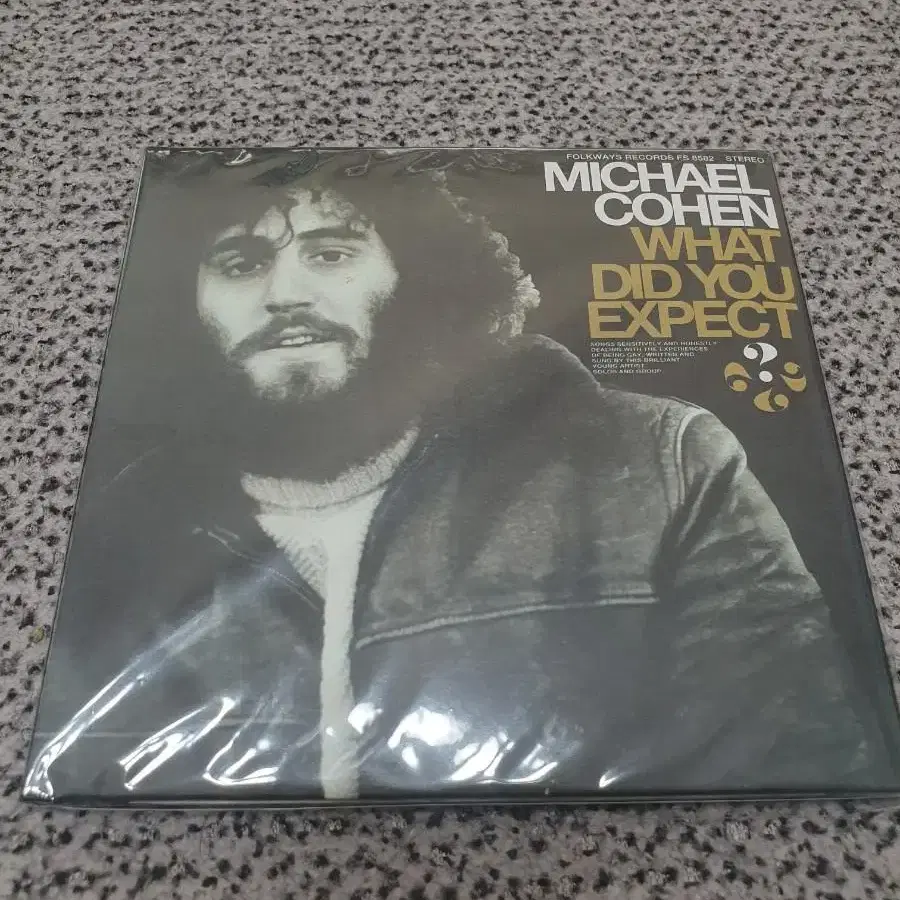 FOLKWAYS RECORDS FS 8582 STEREO
MICHAEL
COHEN
WHAT
DID YOU
EXPECT
?
SONGS SENSITIVELY AND HONESTLY
DEALING WITH THE EXPERIENCES
OF BEING GAY, WRITTEN AND
SUNG BY THIS BRILLIANT
YOUNG ARTIST
SOLOS AND GROUP